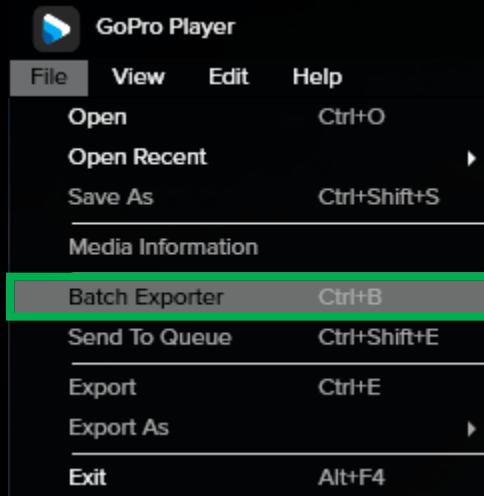 GoPro Player
File View Edit Help
Open Ctrl+O
Open Recent
Save As Ctrl+Shift+S
Media Information
Batch Exporter Ctrl+B
Send To Queue Ctrl+Shift+E
Export Ctrl+E
Export As
Exit Alt+F4